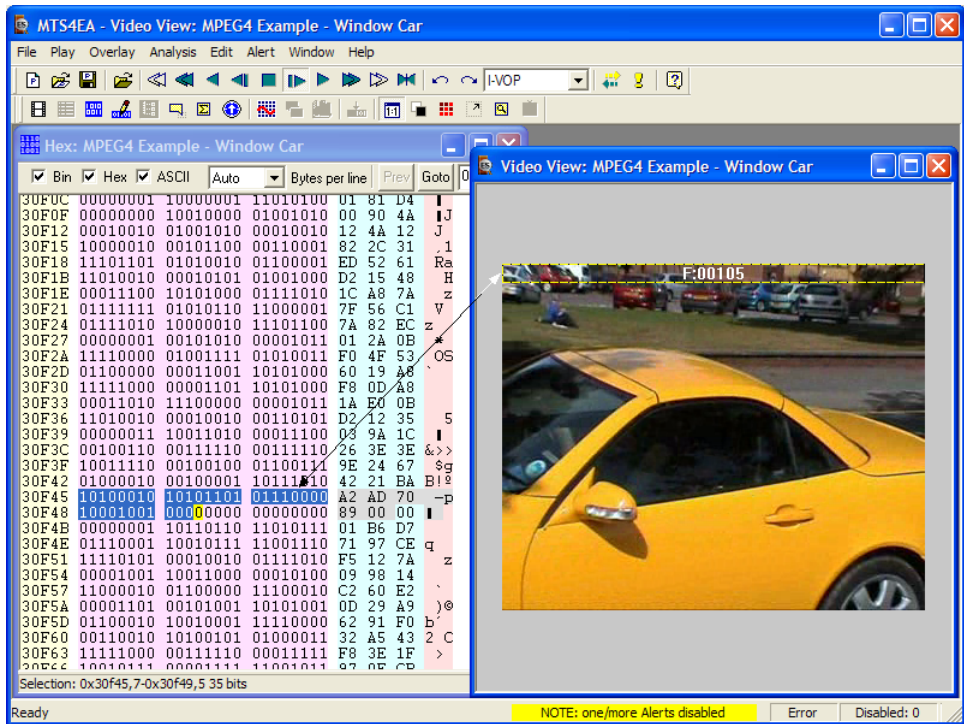 MTS4EA - Video View: MPEG4 Example - Window Car
File Play Overlay Analysis Edit Alert Window Help
I-VOP
Hex: MPEG4 Example - Window Car
Bin Hex ASCII Auto Bytes per line Prev Goto 0
30F0C 00000001 10000001 11010100 01 81 D4
30F0F 00000000 10010000 01001010 00 90 4A J
30F12 00010010 01001010 00010010 12 4A 12 J
30F15 10000010 00101100 00110001 82 2C 31 ,1
30F18 11101101 01010010 01100001 ED 52 61 Ra
30F1B 11010010 00010101 01001000 D2 15 48 H
30F1E 00011100 10101000 01111010 1C A8 7A z
30F21 01111111 01010110 11000001 7F 56 C1 V
30F24 01111010 10000010 11101100 7A 82 EC z
30F27 00000001 00101010 00001011 01 2A 0B *
30F2A 11110000 01001111 01010011 F0 4F 53 OS
30F2D 01100000 00011001 10101000 60 19 A8 `
30F30 11111000 00001101 10101000 F8 0D A8
30F33 00011010 11100000 00001011 1A E0 0B
30F36 11010010 00010010 00110101 D2 12 35 5
30F39 00000011 10011010 00011100 03 9A 1C
30F3C 00100110 00111110 00111110 26 3E 3E &>>
30F3F 10011110 00100100 01100111 9E 24 67 $g
30F42 01000010 00100001 10111010 42 21 BA B!º
30F45 10100010 10101101 01110000 A2 AD 70 -p
30F48 10001001 00000000 00000000 89 00 00
30F4B 00000001 10110110 11010111 01 B6 D7
30F4E 01110001 10010111 11001110 71 97 CE q
30F51 11110101 00010010 01111010 F5 12 7A z
30F54 00001001 10011000 00010100 09 98 14
30F57 11000010 01100000 11100010 C2 60 E2 `
30F5A 00001101 00101001 10101001 0D 29 A9 )©
30F5D 01100010 10010001 11110000 62 91 F0 b´
30F60 00110010 10100101 01000011 32 A5 43 2 C
30F63 11111000 00111110 00011111 F8 3E 1F >
30F66 10010111 00001111 11001011 97 0F CB
Selection: 0x30f45,7-0x30f49,5 35 bits
Video View: MPEG4 Example - Window Car
F:00105
Ready NOTE: one/more Alerts disabled Error Disabled: 0